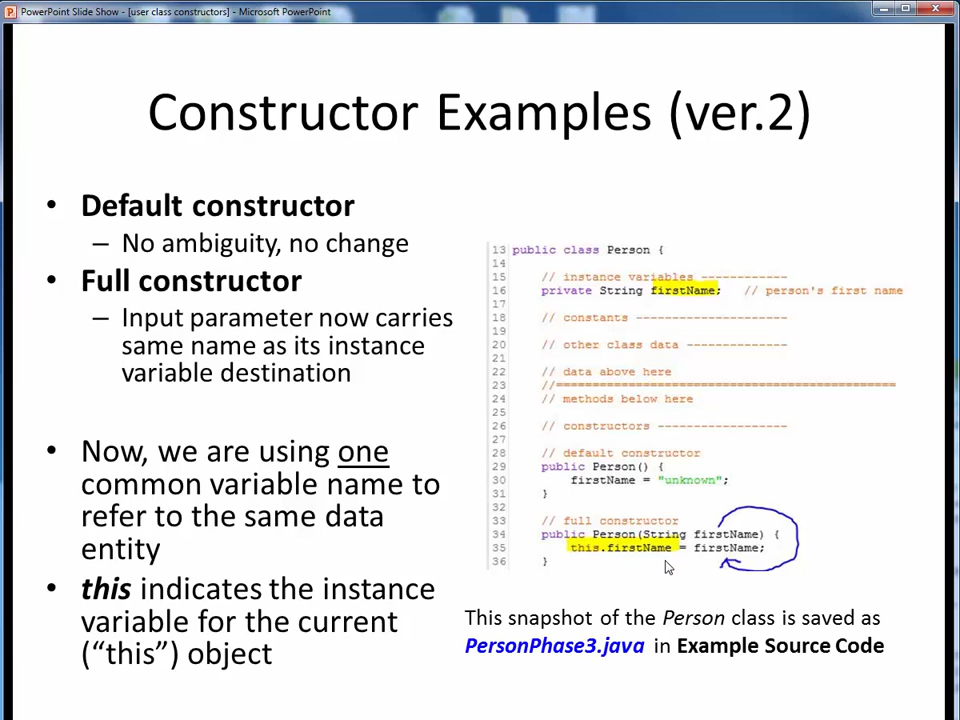 PowerPoint Slide Show - [user class constructors] - Microsoft PowerPoint
Constructor Examples (ver.2)
• Default constructor
– No ambiguity, no change
• Full constructor
– Input parameter now carries
same name as its instance
variable destination
• Now, we are using one
common variable name to
refer to the same data
entity
• this indicates the instance
variable for the current
(“this”) object
13 public class Person {
14
15 // instance variables ------------
16 private String firstName; // person's first name
17
18 // constants ---------------------
19
20 // other class data --------------
21
22 // data above here
23 //===============================================
24 // methods below here
25
26 // constructors ------------------
27
28 // default constructor
29 public Person() {
30 firstName = "unknown";
31 }
32
33 // full constructor
34 public Person(String firstName) {
35 this.firstName = firstName;
36 }
This snapshot of the Person class is saved as
PersonPhase3.java in Example Source Code